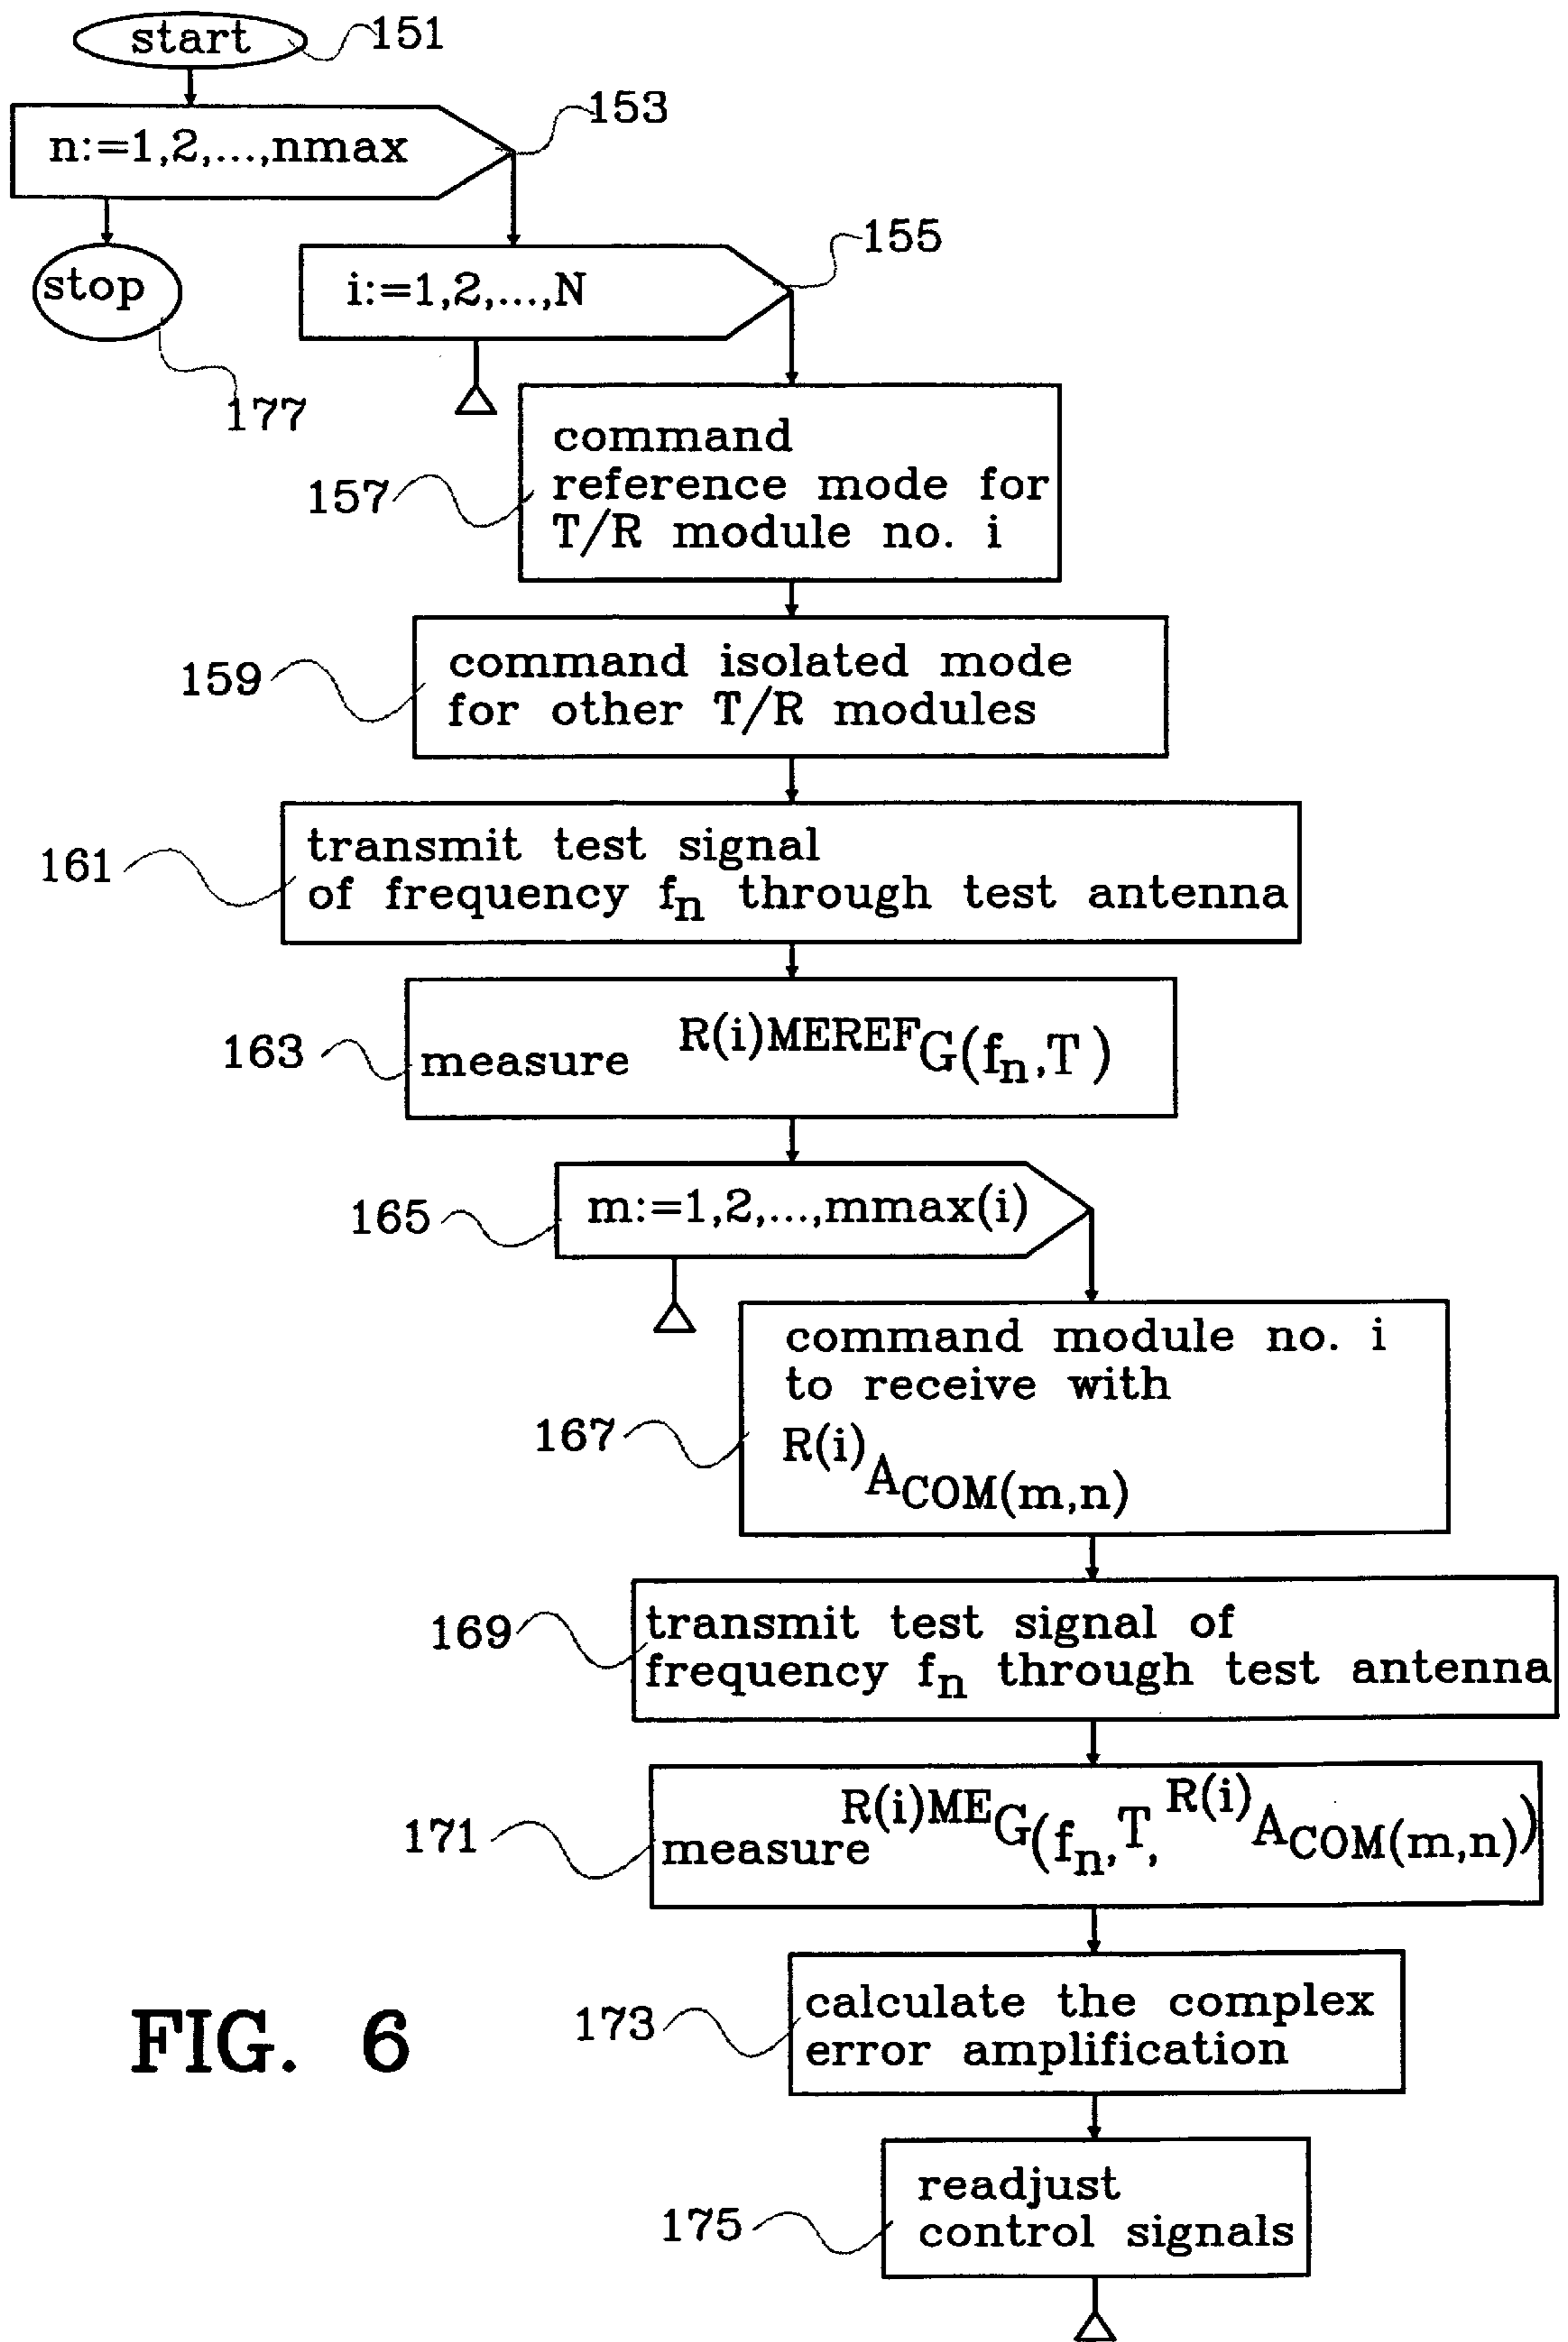 start
151
n:=1,2,...,nmax
153
stop
177
i:=1,2,...,N
155
command
reference mode for
T/R module no. i
157
command isolated mode
for other T/R modules
159
transmit test signal
of frequency fn through test antenna
161
measure R(i)MEREFG(fn,T)
163
m:=1,2,...,mmax(i)
165
command module no. i
to receive with
R(i)ACOM(m,n)
167
transmit test signal of
frequency fn through test antenna
169
measure R(i)MEG(fn,T,R(i)ACOM(m,n))
171
calculate the complex
error amplification
173
readjust
control signals
175
FIG. 6